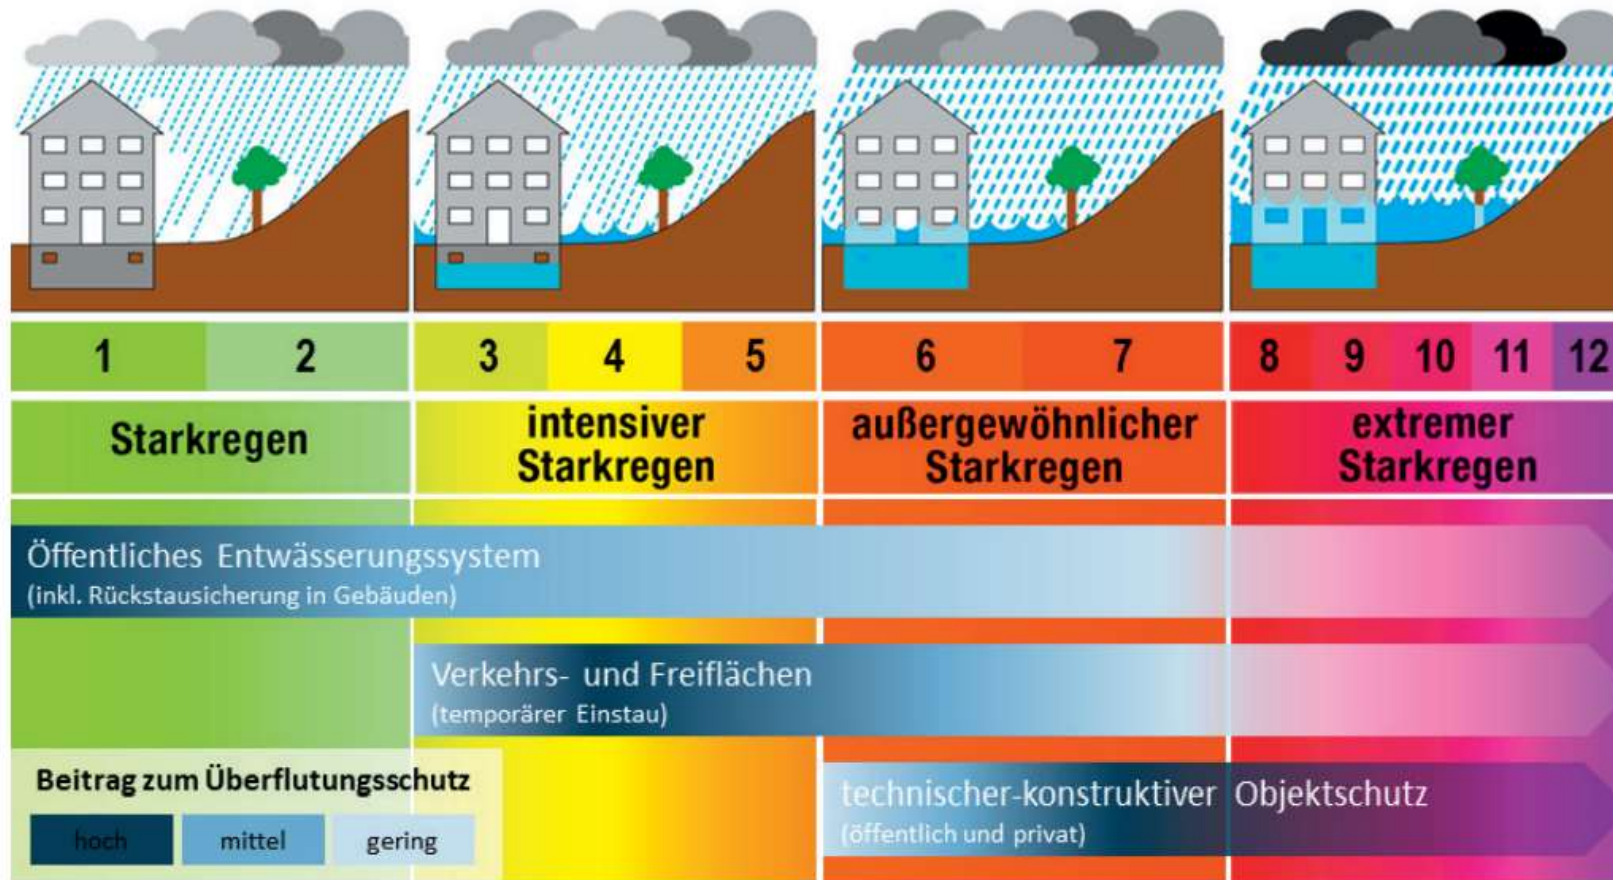 1 2 3 4 5 6 7 8 9 10 11 12
Starkregen
intensiver
Starkregen
außergewöhnlicher
Starkregen
extremer
Starkregen
Öffentliches Entwässerungssystem
(inkl. Rückstausicherung in Gebäuden)
Verkehrs- und Freiflächen
(temporärer Einstau)
technischer-konstruktiver Objektschutz
(öffentlich und privat)
Beitrag zum Überflutungsschutz
hoch mittel gering